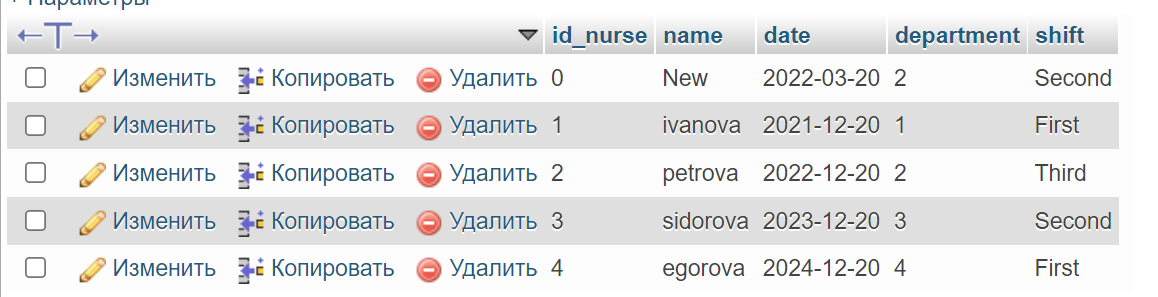 + Параметры
←T→ id_nurse name date department shift
Изменить Копировать Удалить 0 New 2022-03-20 2 Second
Изменить Копировать Удалить 1 ivanova 2021-12-20 1 First
Изменить Копировать Удалить 2 petrova 2022-12-20 2 Third
Изменить Копировать Удалить 3 sidorova 2023-12-20 3 Second
Изменить Копировать Удалить 4 egorova 2024-12-20 4 First